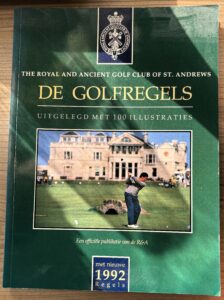 THE ROYAL AND ANCIENT GOLF CLUB OF ST. ANDREWS
DE GOLFREGELS
UITGELEGD MET 100 ILLUSTRATIES
Een officiële publikatie van de R&A
met nieuwe
1992
Regels